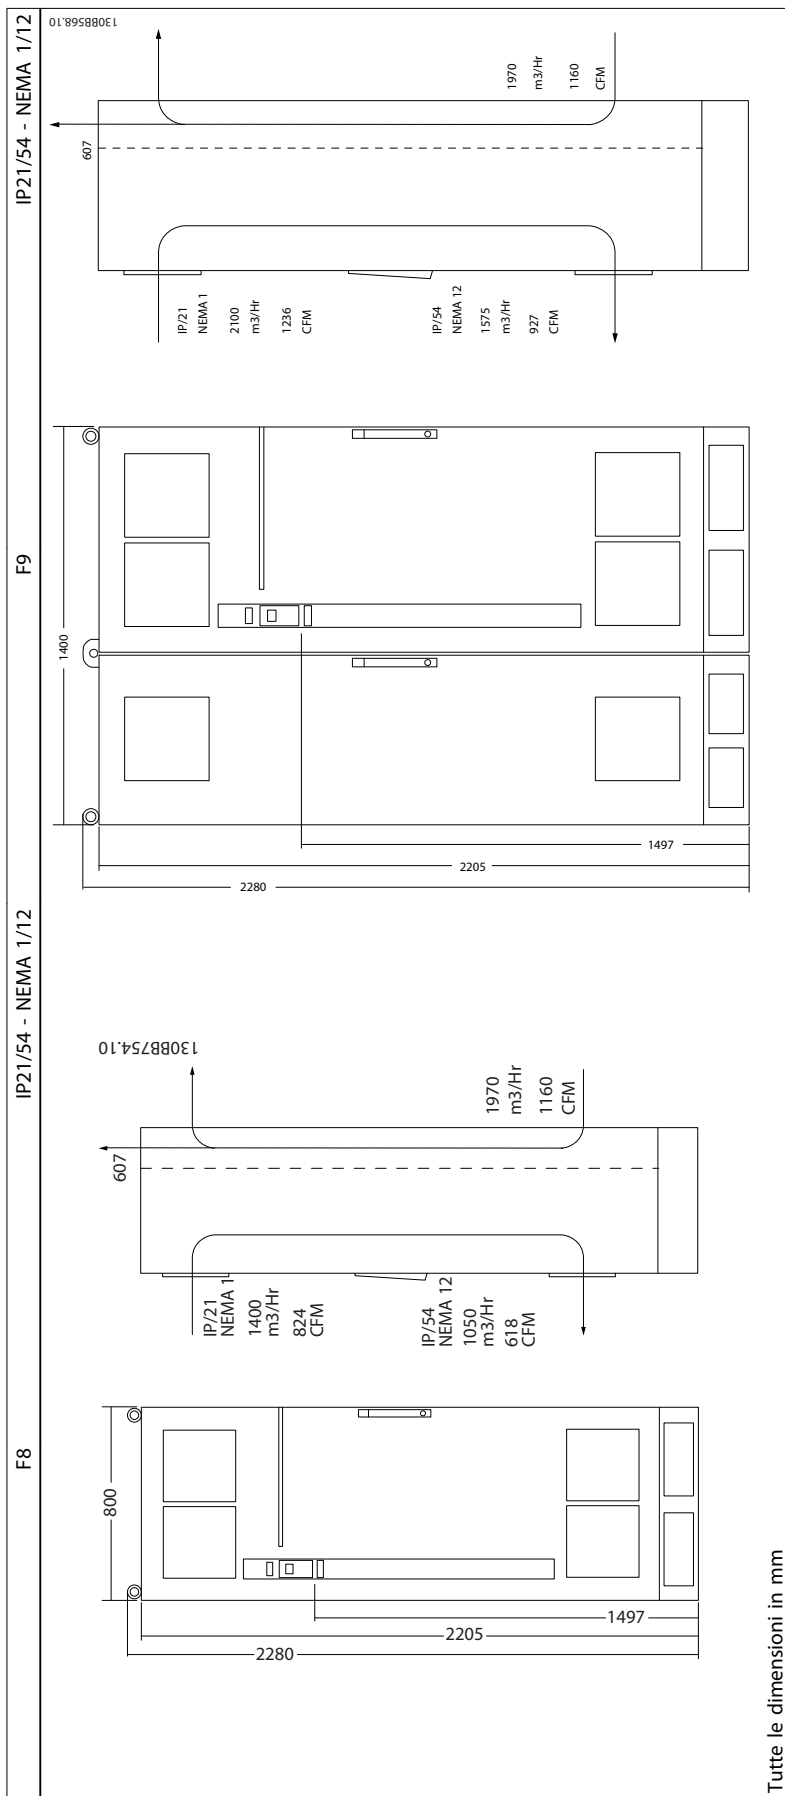 F8
IP21/54 - NEMA 1/12
F9
IP21/54 - NEMA 1/12
130BB754.10
607
1970
m3/Hr
1160
CFM
IP/21
NEMA 1
1400
m3/Hr
824
CFM
IP/54
NEMA 12
1050
m3/Hr
618
CFM
800
1497
2205
2280
130BB568.10
607
1970
m3/Hr
1160
CFM
IP/21
NEMA 1
2100
m3/Hr
1236
CFM
IP/54
NEMA 12
1575
m3/Hr
927
CFM
1400
1497
2205
2280
Tutte le dimensioni in mm